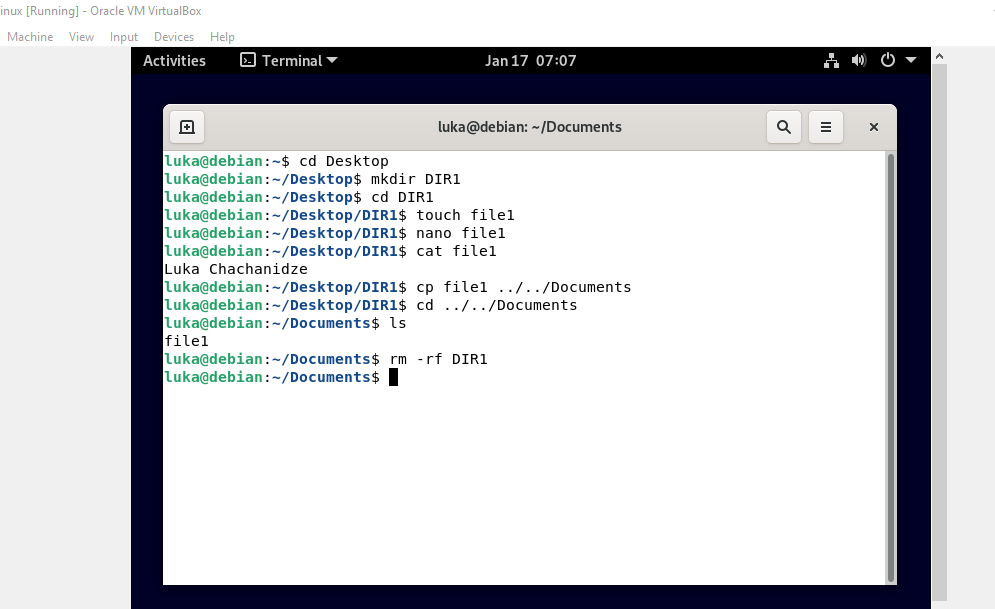 inux [Running] - Oracle VM VirtualBox
Machine View Input Devices Help
Activities Terminal Jan 17 07:07
luka@debian: ~/Documents
luka@debian:~$ cd Desktop
luka@debian:~/Desktop$ mkdir DIR1
luka@debian:~/Desktop$ cd DIR1
luka@debian:~/Desktop/DIR1$ touch file1
luka@debian:~/Desktop/DIR1$ nano file1
luka@debian:~/Desktop/DIR1$ cat file1
Luka Chachanidze
luka@debian:~/Desktop/DIR1$ cp file1 ../../Documents
luka@debian:~/Desktop/DIR1$ cd ../../Documents
luka@debian:~/Documents$ ls
file1
luka@debian:~/Documents$ rm -rf DIR1
luka@debian:~/Documents$